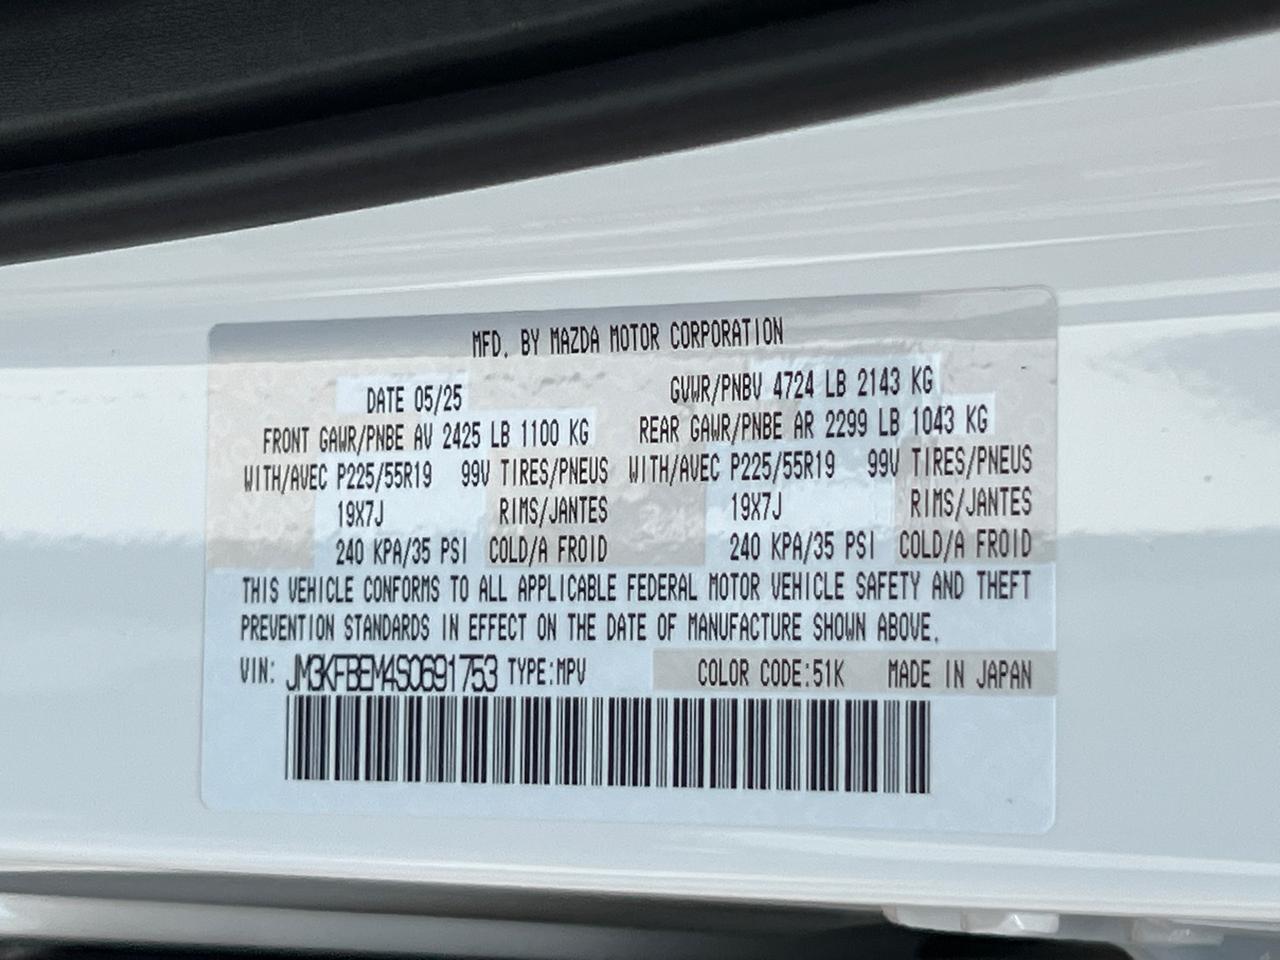 MFD. BY MAZDA MOTOR CORPORATION
DATE 05/25 GVWR/PNBV 4724 LB 2143 KG
FRONT GAWR/PNBE AV 2425 LB 1100 KG REAR GAWR/PNBE AR 2299 LB 1043 KG
WITH/AVEC P225/55R19 99V TIRES/PNEUS WITH/AVEC P225/55R19 99V TIRES/PNEUS
19X7J RIMS/JANTES 19X7J RIMS/JANTES
240 KPA/35 PSI COLD/A FROID 240 KPA/35 PSI COLD/A FROID
THIS VEHICLE CONFORMS TO ALL APPLICABLE FEDERAL MOTOR VEHICLE SAFETY AND THEFT
PREVENTION STANDARDS IN EFFECT ON THE DATE OF MANUFACTURE SHOWN ABOVE.
VIN: JM3KFBEM4S0691753 TYPE:MPV COLOR CODE:51K MADE IN JAPAN